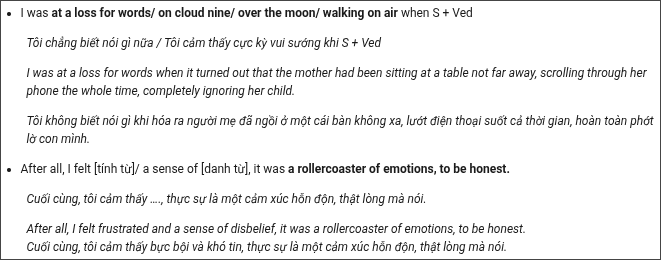 • I was at a loss for words/ on cloud nine/ over the moon/ walking on air when S + Ved
Tôi chẳng biết nói gì nữa / Tôi cảm thấy cực kỳ vui sướng khi S + Ved
I was at a loss for words when it turned out that the mother had been sitting at a table not far away, scrolling through her
phone the whole time, completely ignoring her child.
Tôi không biết nói gì khi hóa ra người mẹ đã ngồi ở một cái bàn không xa, lướt điện thoại suốt cả thời gian, hoàn toàn phớt
lờ con mình.
• After all, I felt [tính từ]/ a sense of [danh từ], it was a rollercoaster of emotions, to be honest.
Cuối cùng, tôi cảm thấy ...., thực sự là một cảm xúc hỗn độn, thật lòng mà nói.
After all, I felt frustrated and a sense of disbelief, it was a rollercoaster of emotions, to be honest.
Cuối cùng, tôi cảm thấy bực bội và khó tin, thực sự là một cảm xúc hỗn độn, thật lòng mà nói.